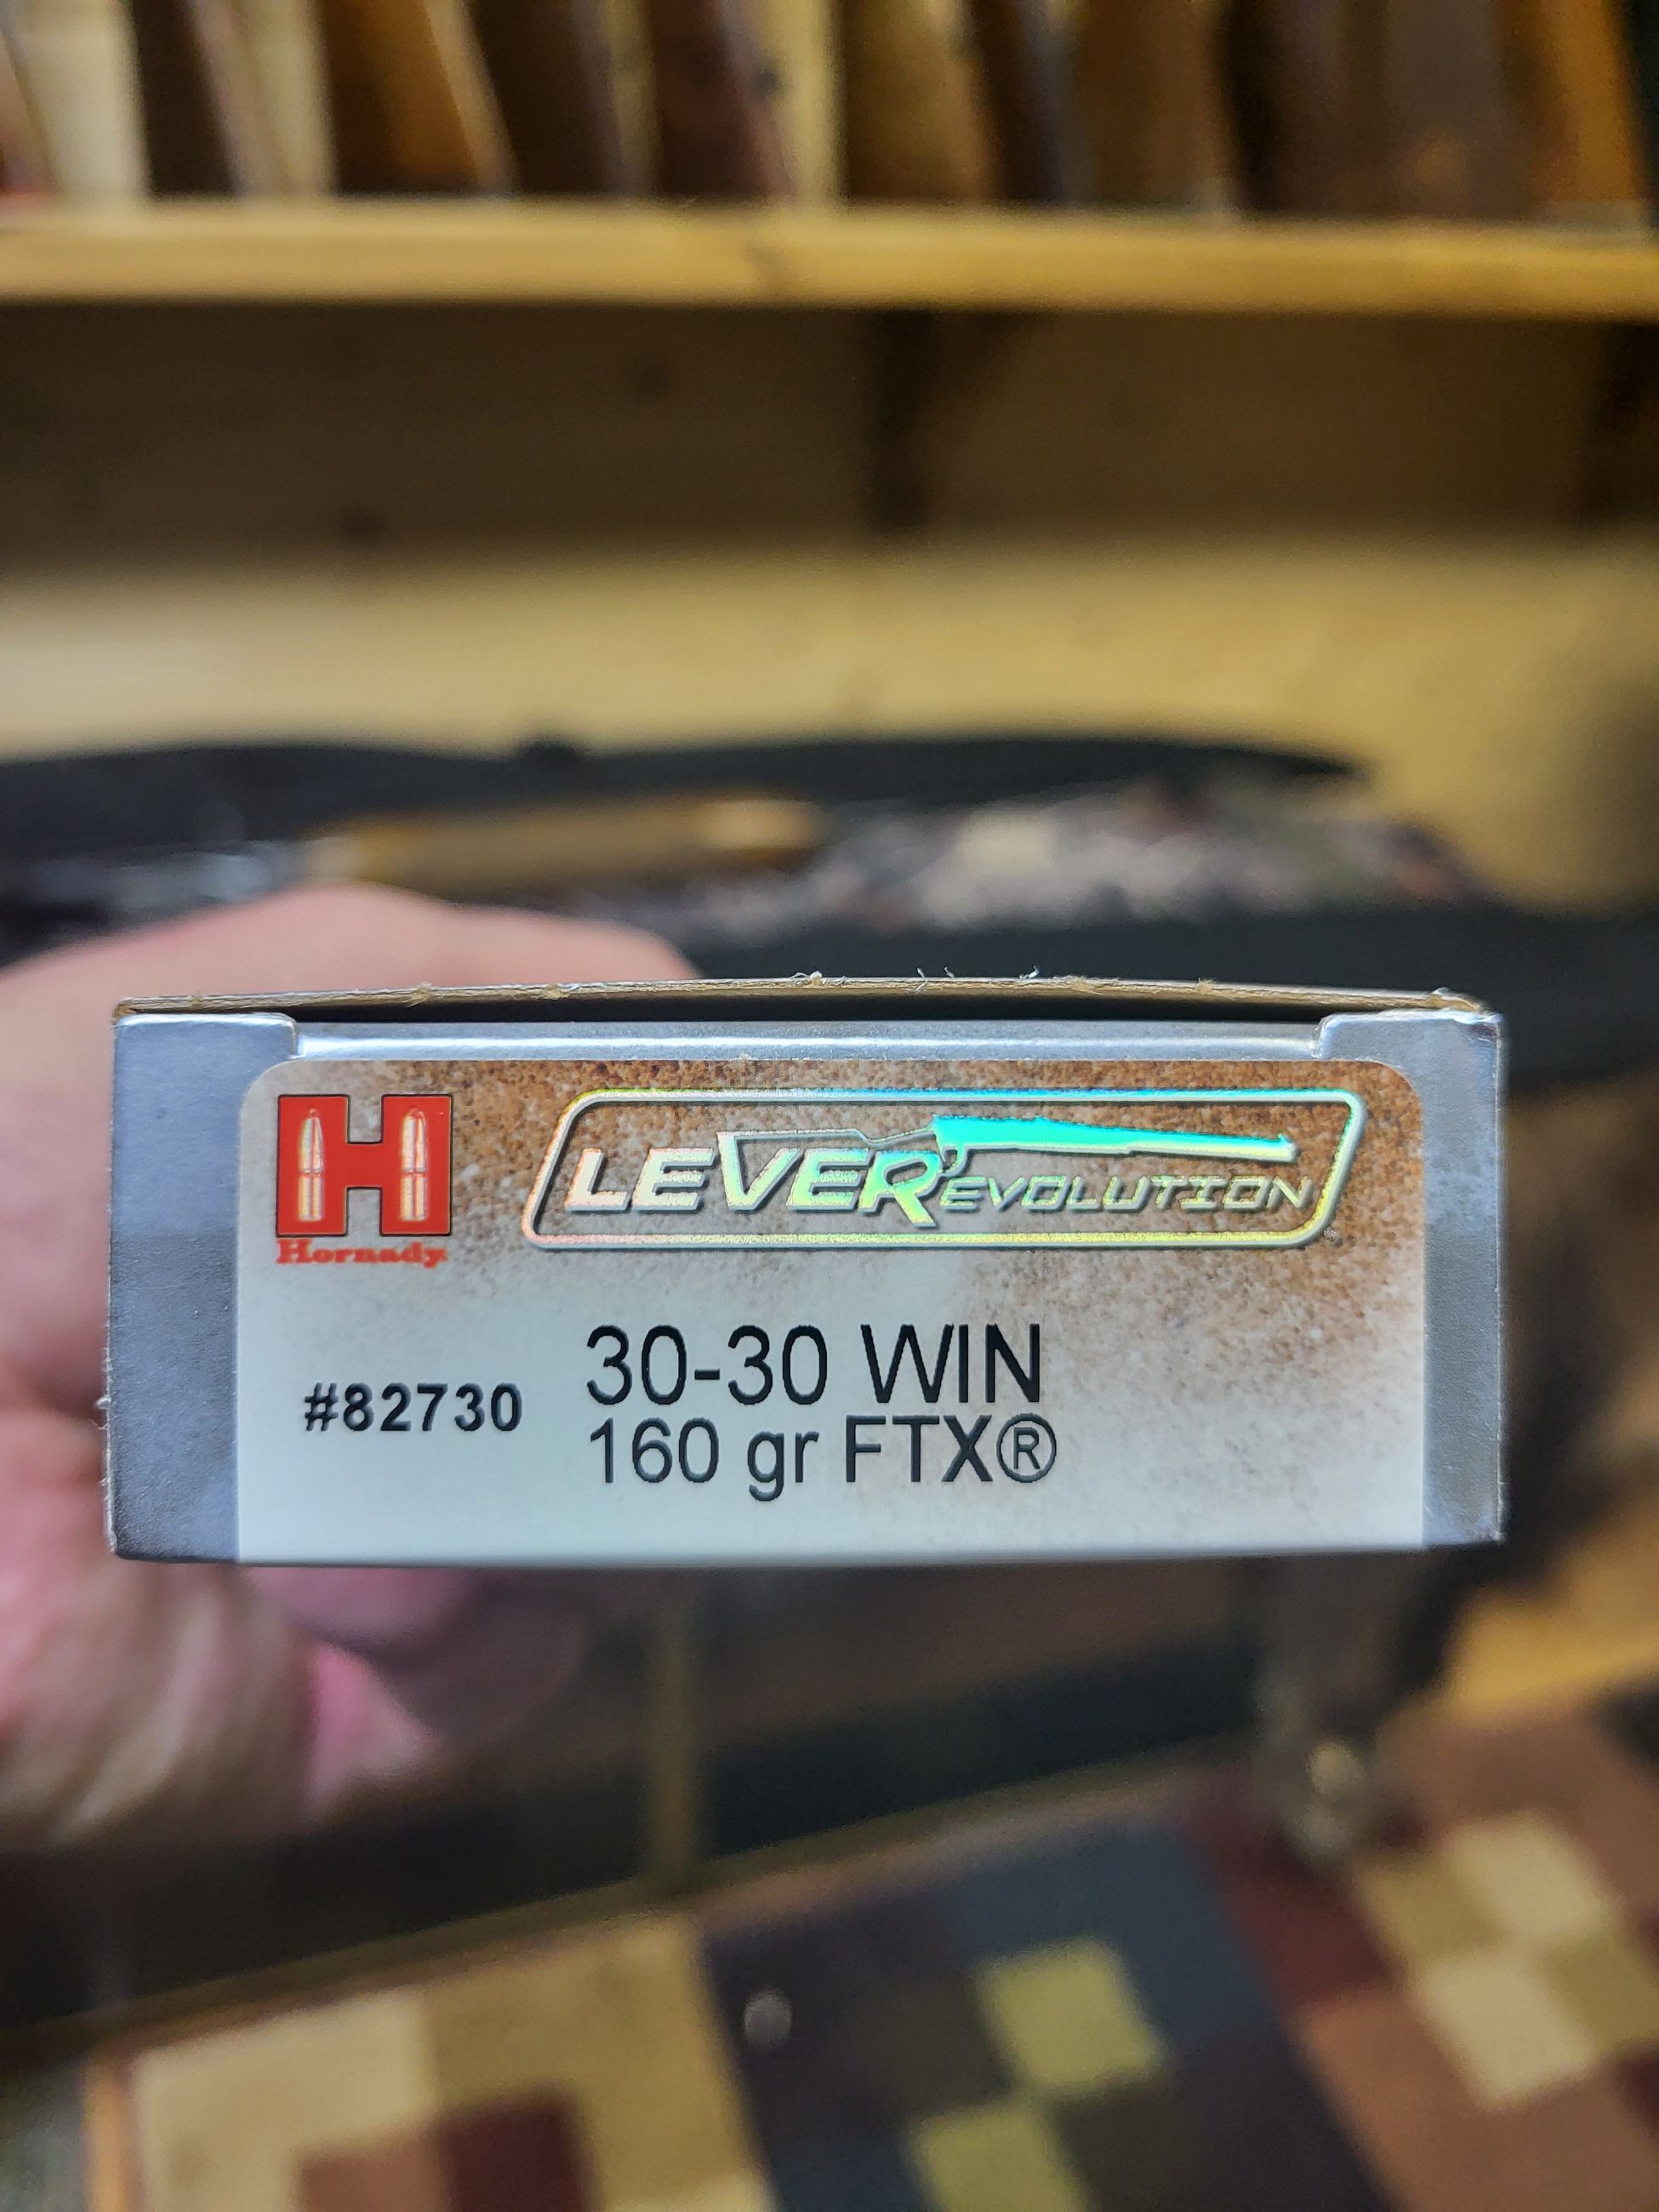 Hornady
LEVEREVOLUTION
30-30 WIN
#82730
160 gr FTX®